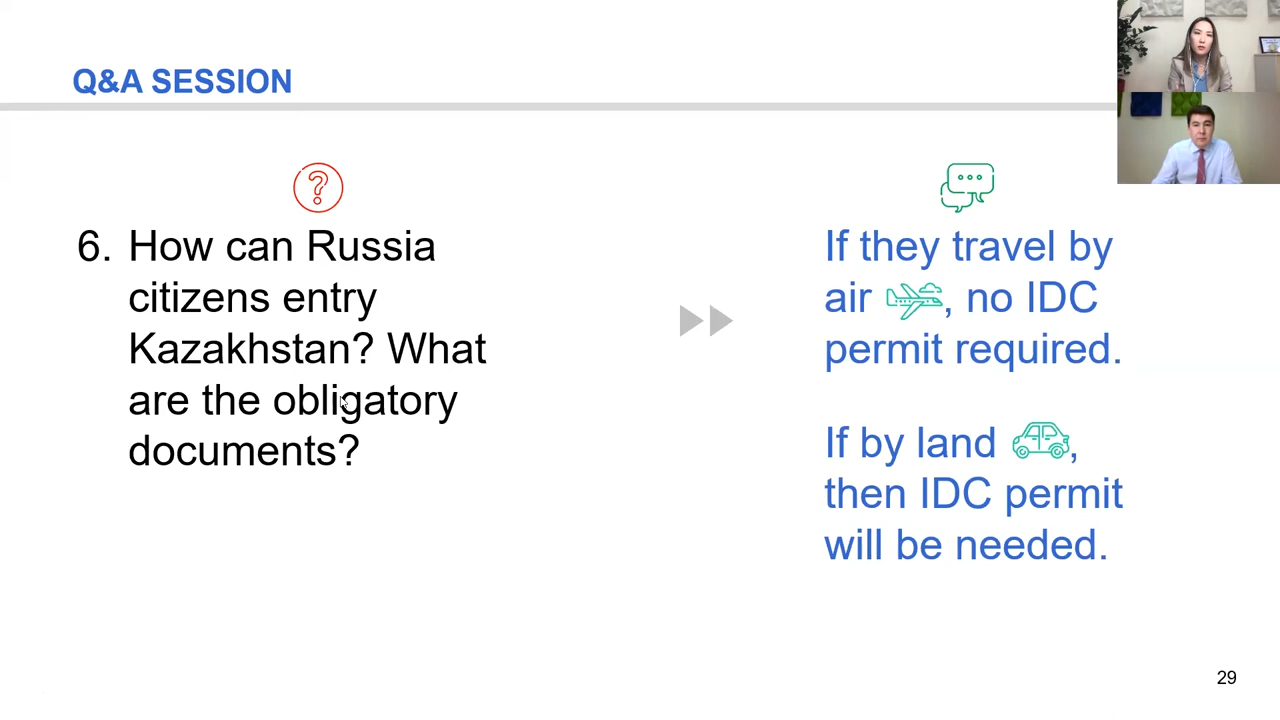 Q&A SESSION
6. How can Russia
citizens entry
Kazakhstan? What
are the obligatory
documents?
If they travel by
air , no IDC
permit required.
If by land ,
then IDC permit
will be needed.
29